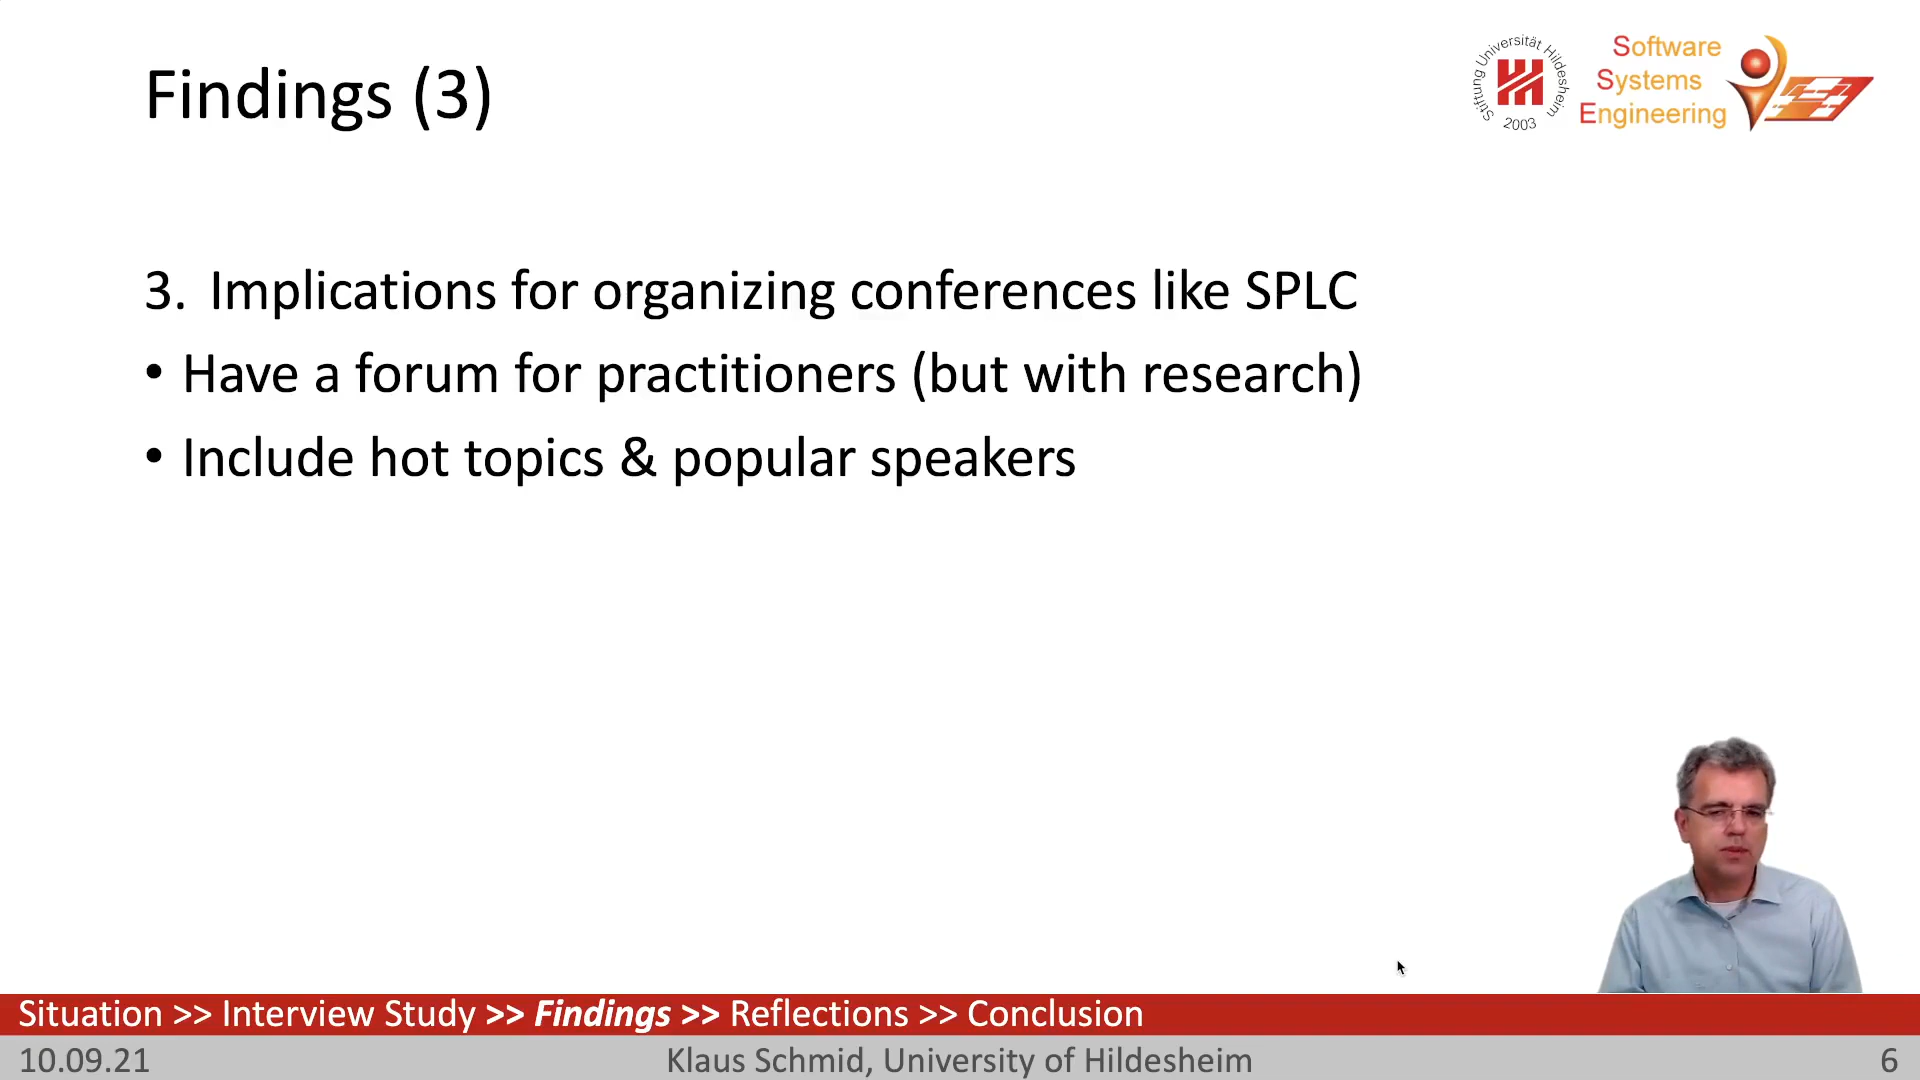 Findings (3)
Stiftung Universität Hildesheim
2003
Software
Systems
Engineering
3. Implications for organizing conferences like SPLC
• Have a forum for practitioners (but with research)
• Include hot topics & popular speakers
Situation >> Interview Study >> Findings >> Reflections >> Conclusion
10.09.21
Klaus Schmid, University of Hildesheim
6